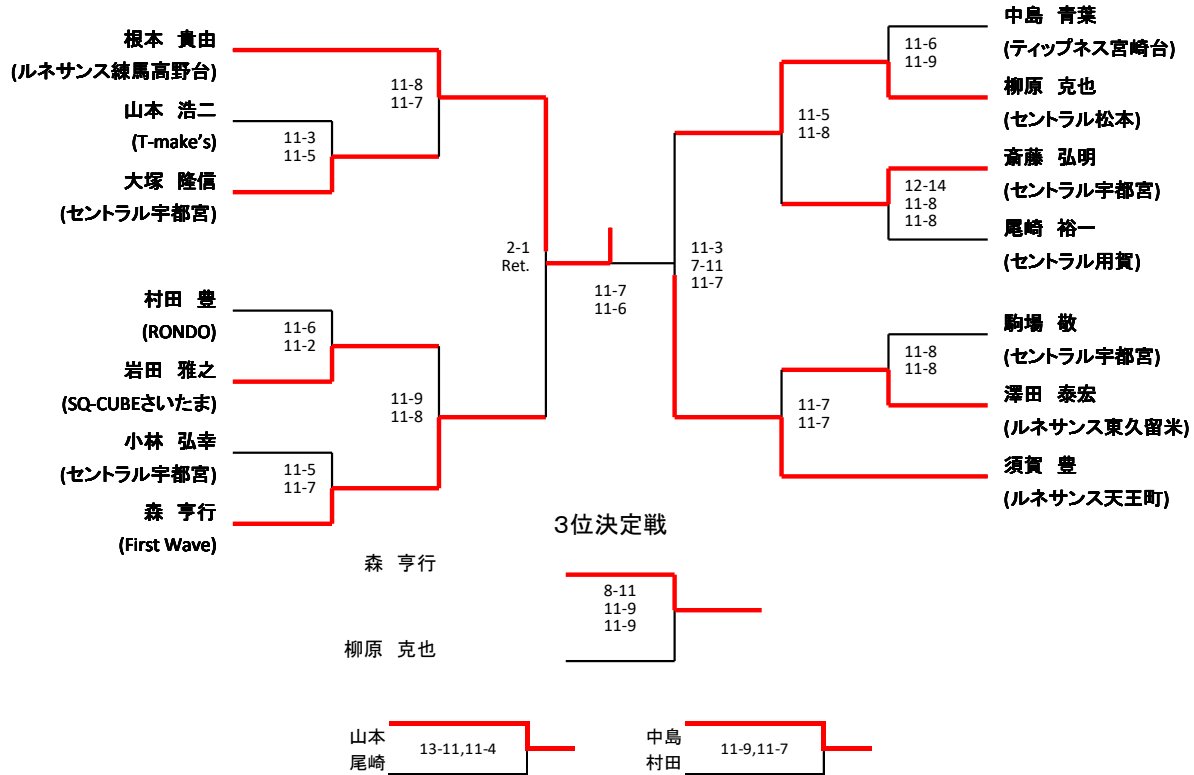 根本 貴由
(ルネサンス練馬高野台)
11-8
11-7
山本 浩二
(T-make's)
11-3
11-5
大塚 隆信
(セントラル宇都宮)
2-1
Ret.
村田 豊
(RONDO)
11-6
11-2
岩田 雅之
(SQ-CUBEさいたま)
11-9
11-8
小林 弘幸
(セントラル宇都宮)
11-5
11-7
森 亨行
(First Wave)
11-7
11-6
中島 青葉
(ティップネス宮崎台)
11-6
11-9
柳原 克也
(セントラル松本)
11-5
11-8
斎藤 弘明
(セントラル宇都宮)
12-14
11-8
11-8
尾崎 裕一
(セントラル用賀)
11-3
7-11
11-7
駒場 敬
(セントラル宇都宮)
11-8
11-8
澤田 泰宏
(ルネサンス東久留米)
11-7
11-7
須賀 豊
(ルネサンス天王町)
3位決定戦
森 亨行
8-11
11-9
11-9
柳原 克也
山本
尾崎
13-11,11-4
中島
村田
11-9,11-7